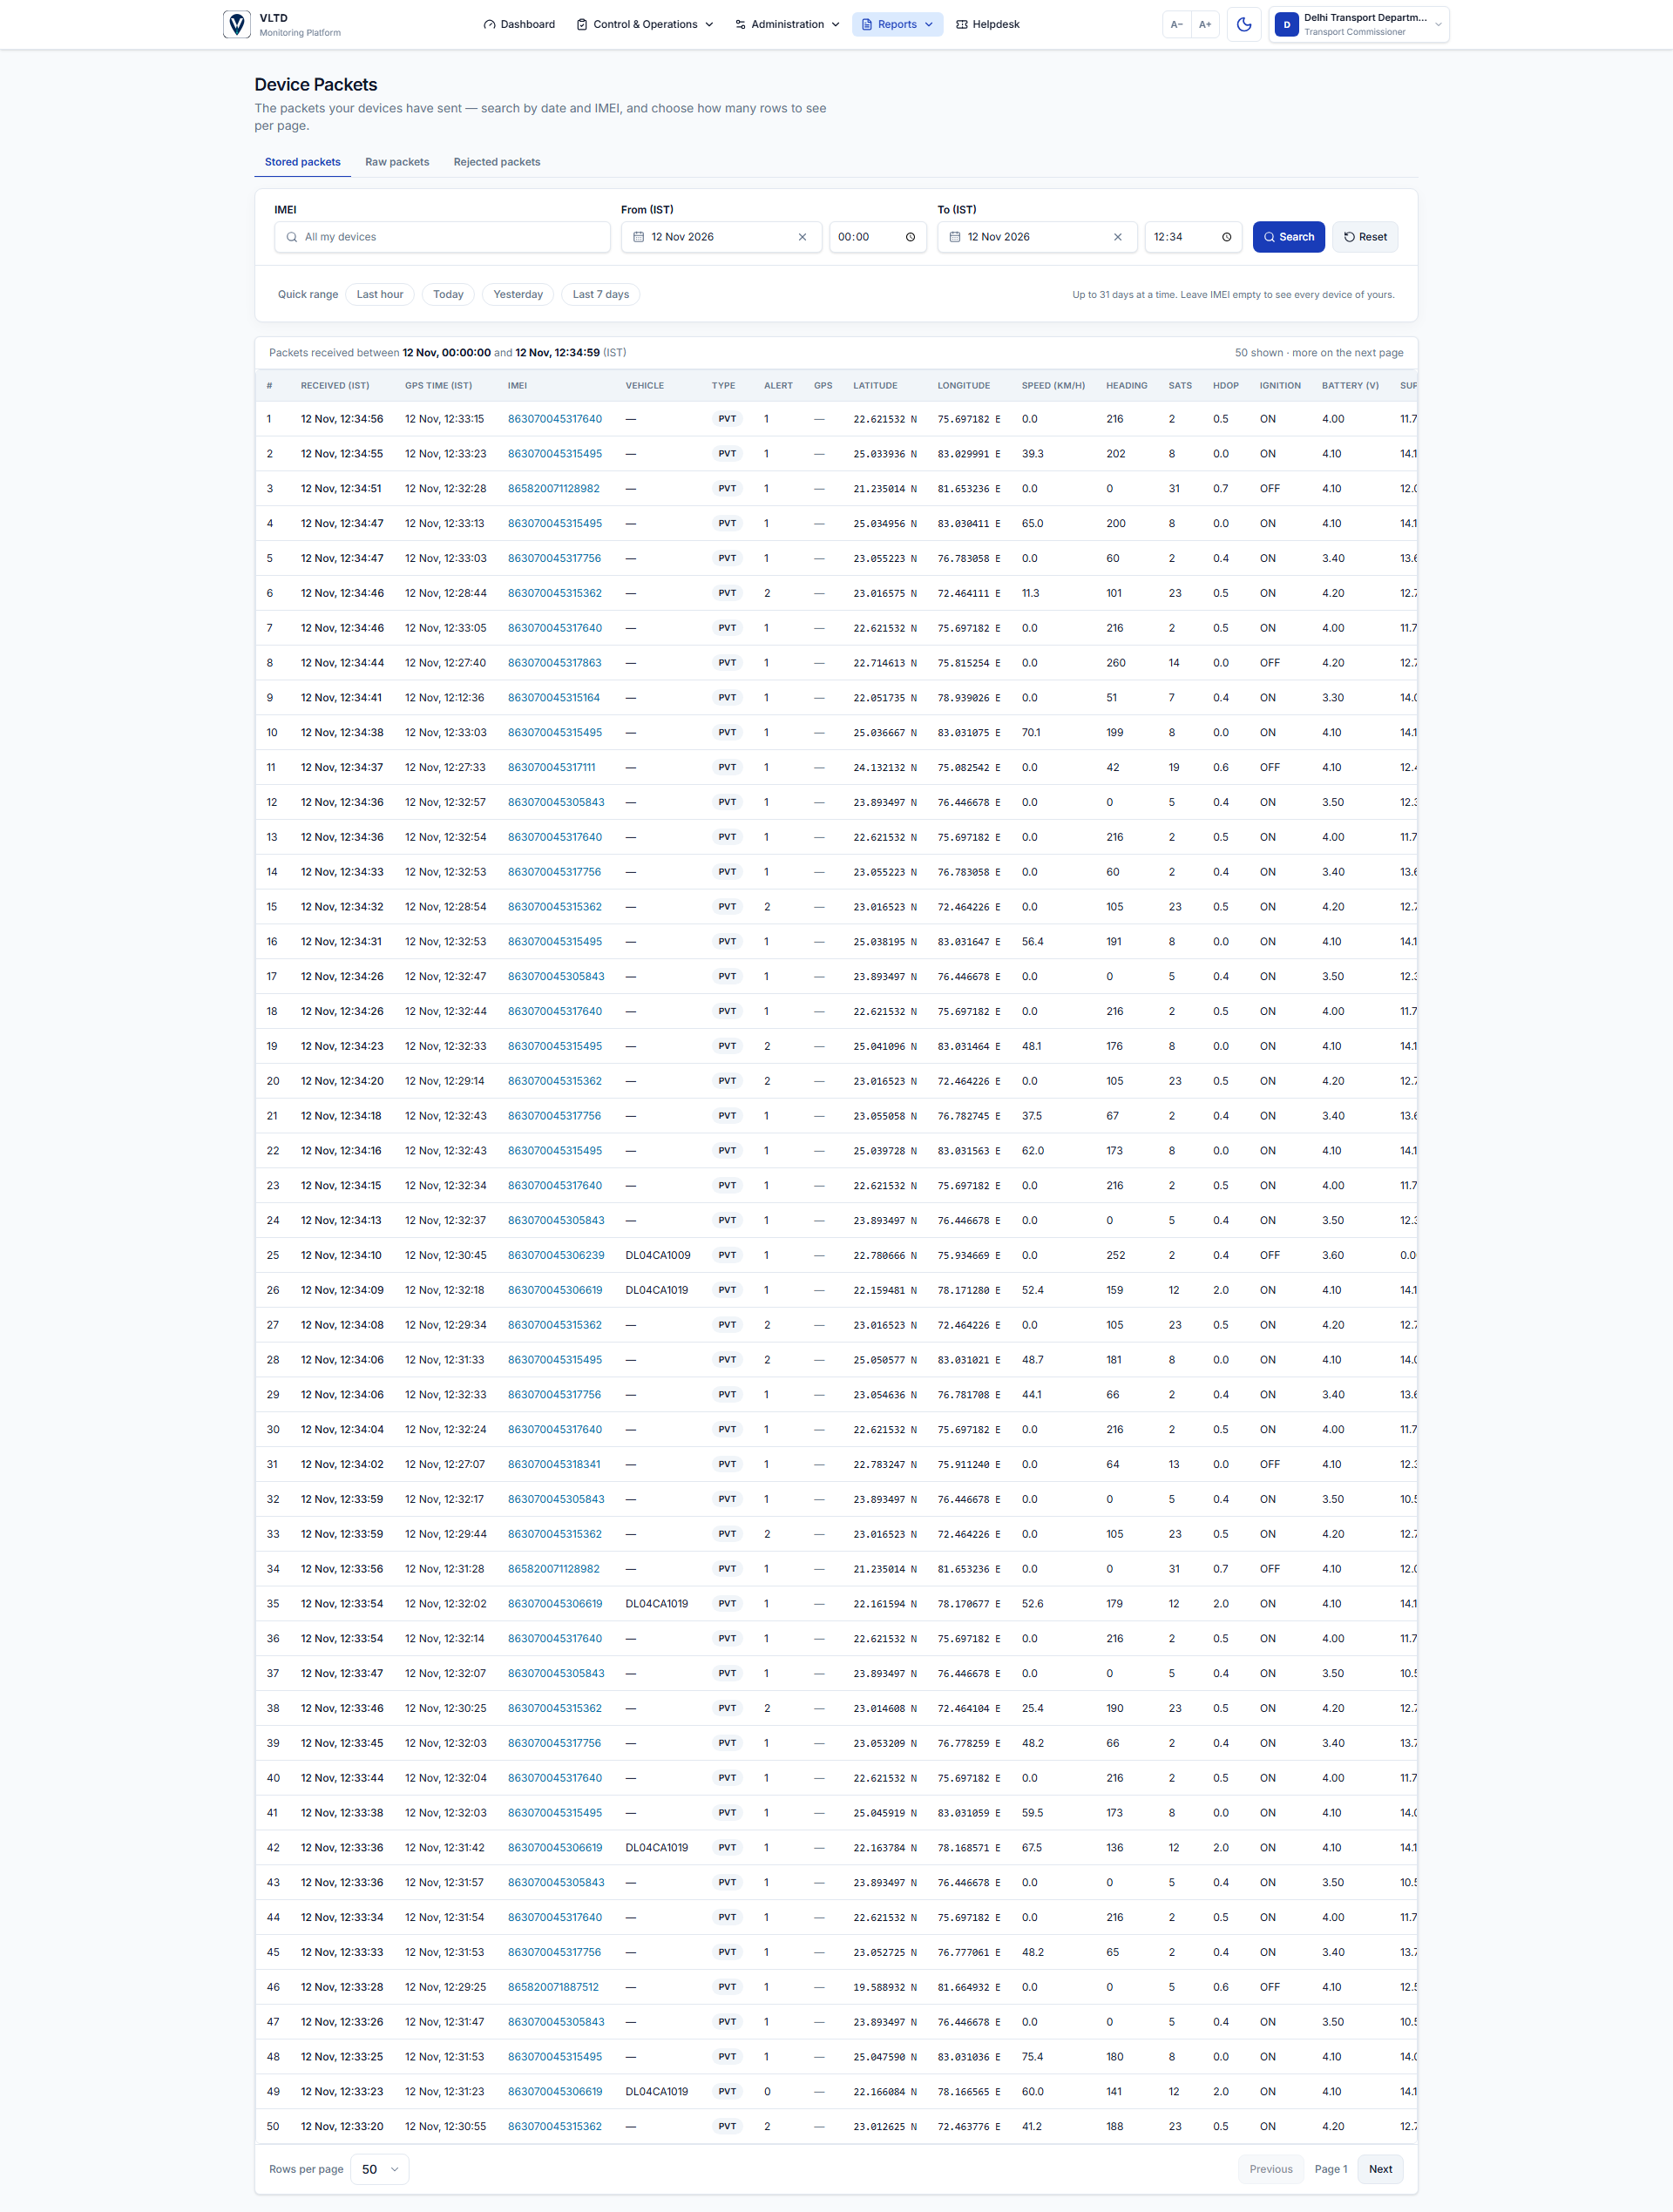 VLTD
Monitoring Platform
Dashboard Control & Operations Administration Reports Helpdesk
A− A+
D Delhi Transport Departm...
Transport Commissioner
Device Packets
The packets your devices have sent — search by date and IMEI, and choose how many rows to see
per page.
Stored packets Raw packets Rejected packets
IMEI From (IST) To (IST)
All my devices 12 Nov 2026 00:00 12 Nov 2026 12:34 Search Reset
Quick range Last hour Today Yesterday Last 7 days Up to 31 days at a time. Leave IMEI empty to see every device of yours.
Packets received between 12 Nov, 00:00:00 and 12 Nov, 12:34:59 (IST) 50 shown · more on the next page
# RECEIVED (IST) GPS TIME (IST) IMEI VEHICLE TYPE ALERT GPS LATITUDE LONGITUDE SPEED (KM/H) HEADING SATS HDOP IGNITION BATTERY (V)
1 12 Nov, 12:34:56 12 Nov, 12:33:15 863070045317640 — PVT 1 — 22.621532 N 75.697182 E 0.0 216 2 0.5 ON 4.00
2 12 Nov, 12:34:55 12 Nov, 12:33:23 863070045315495 — PVT 1 — 25.033936 N 83.029991 E 39.3 202 8 0.0 ON 4.10
3 12 Nov, 12:34:51 12 Nov, 12:32:28 865820071128982 — PVT 1 — 21.235014 N 81.653236 E 0.0 0 31 0.7 OFF 4.10
4 12 Nov, 12:34:47 12 Nov, 12:33:13 863070045315495 — PVT 1 — 25.034956 N 83.030411 E 65.0 200 8 0.0 ON 4.10
5 12 Nov, 12:34:47 12 Nov, 12:33:03 863070045317756 — PVT 1 — 23.055223 N 76.783058 E 0.0 60 2 0.4 ON 3.40
6 12 Nov, 12:34:46 12 Nov, 12:28:44 863070045315362 — PVT 2 — 23.016575 N 72.464111 E 11.3 101 23 0.5 ON 4.20
7 12 Nov, 12:34:46 12 Nov, 12:33:05 863070045317640 — PVT 1 — 22.621532 N 75.697182 E 0.0 216 2 0.5 ON 4.00
8 12 Nov, 12:34:44 12 Nov, 12:27:40 863070045317863 — PVT 1 — 22.714613 N 75.815254 E 0.0 260 14 0.0 OFF 4.20
9 12 Nov, 12:34:41 12 Nov, 12:12:36 863070045315164 — PVT 1 — 22.051735 N 78.939026 E 0.0 51 7 0.4 ON 3.30
10 12 Nov, 12:34:38 12 Nov, 12:33:03 863070045315495 — PVT 1 — 25.036667 N 83.031075 E 70.1 199 8 0.0 ON 4.10
11 12 Nov, 12:34:37 12 Nov, 12:27:33 863070045317111 — PVT 1 — 24.132132 N 75.082542 E 0.0 42 19 0.6 OFF 4.10
12 12 Nov, 12:34:36 12 Nov, 12:32:57 863070045305843 — PVT 1 — 23.893497 N 76.446678 E 0.0 0 5 0.4 ON 3.50
13 12 Nov, 12:34:36 12 Nov, 12:32:54 863070045317640 — PVT 1 — 22.621532 N 75.697182 E 0.0 216 2 0.5 ON 4.00
14 12 Nov, 12:34:33 12 Nov, 12:32:53 863070045317756 — PVT 1 — 23.055223 N 76.783058 E 0.0 60 2 0.4 ON 3.40
15 12 Nov, 12:34:32 12 Nov, 12:28:54 863070045315362 — PVT 2 — 23.016523 N 72.464226 E 0.0 105 23 0.5 ON 4.20
16 12 Nov, 12:34:31 12 Nov, 12:32:53 863070045315495 — PVT 1 — 25.038195 N 83.031647 E 56.4 191 8 0.0 ON 4.10
17 12 Nov, 12:34:26 12 Nov, 12:32:47 863070045305843 — PVT 1 — 23.893497 N 76.446678 E 0.0 0 5 0.4 ON 3.50
18 12 Nov, 12:34:26 12 Nov, 12:32:44 863070045317640 — PVT 1 — 22.621532 N 75.697182 E 0.0 216 2 0.5 ON 4.00
19 12 Nov, 12:34:23 12 Nov, 12:32:33 863070045315495 — PVT 2 — 25.041096 N 83.031464 E 48.1 176 8 0.0 ON 4.10
20 12 Nov, 12:34:20 12 Nov, 12:29:14 863070045315362 — PVT 2 — 23.016523 N 72.464226 E 0.0 105 23 0.5 ON 4.20
21 12 Nov, 12:34:18 12 Nov, 12:32:43 863070045317756 — PVT 1 — 23.055058 N 76.782745 E 37.5 67 2 0.4 ON 3.40
22 12 Nov, 12:34:16 12 Nov, 12:32:43 863070045315495 — PVT 1 — 25.039728 N 83.031563 E 62.0 173 8 0.0 ON 4.10
23 12 Nov, 12:34:15 12 Nov, 12:32:34 863070045317640 — PVT 1 — 22.621532 N 75.697182 E 0.0 216 2 0.5 ON 4.00
24 12 Nov, 12:34:13 12 Nov, 12:32:37 863070045305843 — PVT 1 — 23.893497 N 76.446678 E 0.0 0 5 0.4 ON 3.50
25 12 Nov, 12:34:10 12 Nov, 12:30:45 863070045306239 DL04CA1009 PVT 1 — 22.780666 N 75.934669 E 0.0 252 2 0.4 OFF 3.60
26 12 Nov, 12:34:09 12 Nov, 12:32:18 863070045306619 DL04CA1019 PVT 1 — 22.159481 N 78.171280 E 52.4 159 12 2.0 ON 4.10
27 12 Nov, 12:34:08 12 Nov, 12:29:34 863070045315362 — PVT 2 — 23.016523 N 72.464226 E 0.0 105 23 0.5 ON 4.20
28 12 Nov, 12:34:06 12 Nov, 12:31:33 863070045315495 — PVT 2 — 25.050577 N 83.031021 E 48.7 181 8 0.0 ON 4.10
29 12 Nov, 12:34:06 12 Nov, 12:32:33 863070045317756 — PVT 1 — 23.054636 N 76.781708 E 44.1 66 2 0.4 ON 3.40
30 12 Nov, 12:34:04 12 Nov, 12:32:24 863070045317640 — PVT 1 — 22.621532 N 75.697182 E 0.0 216 2 0.5 ON 4.00
31 12 Nov, 12:34:02 12 Nov, 12:27:07 863070045318341 — PVT 1 — 22.783247 N 75.911240 E 0.0 64 13 0.0 OFF 4.10
32 12 Nov, 12:33:59 12 Nov, 12:32:17 863070045305843 — PVT 1 — 23.893497 N 76.446678 E 0.0 0 5 0.4 ON 3.50
33 12 Nov, 12:33:59 12 Nov, 12:29:44 863070045315362 — PVT 2 — 23.016523 N 72.464226 E 0.0 105 23 0.5 ON 4.20
34 12 Nov, 12:33:56 12 Nov, 12:31:28 865820071128982 — PVT 1 — 21.235014 N 81.653236 E 0.0 0 31 0.7 OFF 4.10
35 12 Nov, 12:33:54 12 Nov, 12:32:02 863070045306619 DL04CA1019 PVT 1 — 22.161594 N 78.170677 E 52.6 179 12 2.0 ON 4.10
36 12 Nov, 12:33:54 12 Nov, 12:32:14 863070045317640 — PVT 1 — 22.621532 N 75.697182 E 0.0 216 2 0.5 ON 4.00
37 12 Nov, 12:33:47 12 Nov, 12:32:07 863070045305843 — PVT 1 — 23.893497 N 76.446678 E 0.0 0 5 0.4 ON 3.50
38 12 Nov, 12:33:46 12 Nov, 12:30:25 863070045315362 — PVT 2 — 23.014608 N 72.464104 E 25.4 190 23 0.5 ON 4.20
39 12 Nov, 12:33:45 12 Nov, 12:32:03 863070045317756 — PVT 1 — 23.053209 N 76.778259 E 48.2 66 2 0.4 ON 3.40
40 12 Nov, 12:33:44 12 Nov, 12:32:04 863070045317640 — PVT 1 — 22.621532 N 75.697182 E 0.0 216 2 0.5 ON 4.00
41 12 Nov, 12:33:38 12 Nov, 12:32:03 863070045315495 — PVT 1 — 25.045919 N 83.031059 E 59.5 173 8 0.0 ON 4.10
42 12 Nov, 12:33:36 12 Nov, 12:31:42 863070045306619 DL04CA1019 PVT 1 — 22.163784 N 78.168571 E 67.5 136 12 2.0 ON 4.10
43 12 Nov, 12:33:36 12 Nov, 12:31:57 863070045305843 — PVT 1 — 23.893497 N 76.446678 E 0.0 0 5 0.4 ON 3.50
44 12 Nov, 12:33:34 12 Nov, 12:31:54 863070045317640 — PVT 1 — 22.621532 N 75.697182 E 0.0 216 2 0.5 ON 4.00
45 12 Nov, 12:33:33 12 Nov, 12:31:53 863070045317756 — PVT 1 — 23.052725 N 76.777061 E 48.2 65 2 0.4 ON 3.40
46 12 Nov, 12:33:28 12 Nov, 12:29:25 865820071887512 — PVT 1 — 19.588932 N 81.664932 E 0.0 0 5 0.6 OFF 4.10
47 12 Nov, 12:33:26 12 Nov, 12:31:47 863070045305843 — PVT 1 — 23.893497 N 76.446678 E 0.0 0 5 0.4 ON 3.50
48 12 Nov, 12:33:25 12 Nov, 12:31:53 863070045315495 — PVT 1 — 25.047590 N 83.031036 E 75.4 180 8 0.0 ON 4.10
49 12 Nov, 12:33:23 12 Nov, 12:31:23 863070045306619 DL04CA1019 PVT 0 — 22.166084 N 78.166565 E 60.0 141 12 2.0 ON 4.10
50 12 Nov, 12:33:20 12 Nov, 12:30:55 863070045315362 — PVT 2 — 23.012625 N 72.463776 E 41.2 188 23 0.5 ON 4.20
Rows per page 50 Previous Page 1 Next